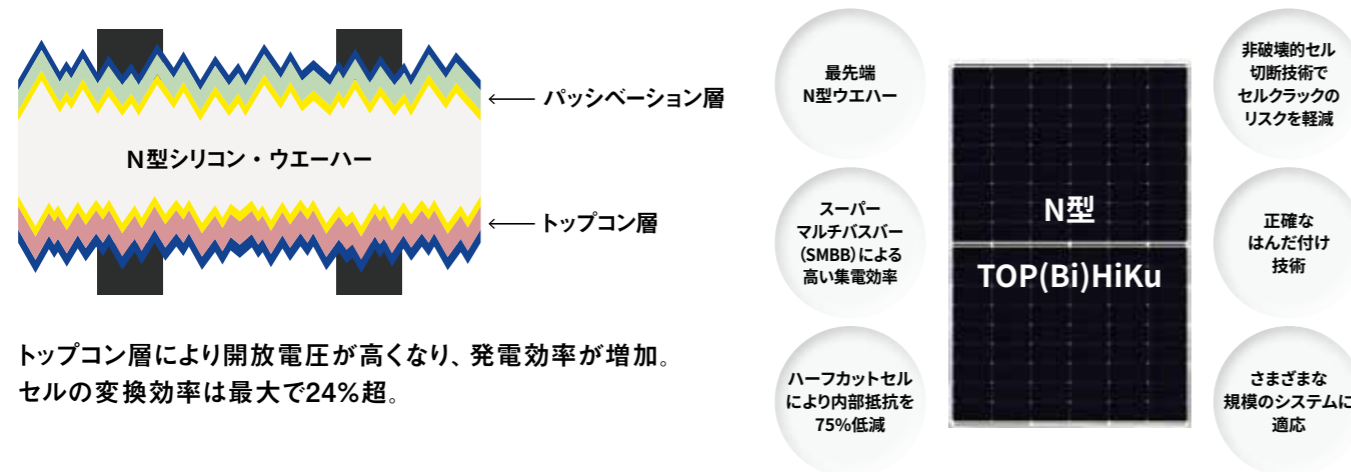 パッシベーション層
N型シリコン・ウエーハー
トップコン層
トップコン層により開放電圧が高くなり、発電効率が増加。
セルの変換効率は最大で24%超。
最先端
N型ウエハー
スーパー
マルチバスバー
(SMBB)による
高い集電効率
ハーフカットセル
により内部抵抗を
75%低減
N型
TOP(Bi)HiKu
非破壊的セル
切断技術で
セルクラックの
リスクを軽減
正確な
はんだ付け
技術
さまざまな
規模のシステムに
適応